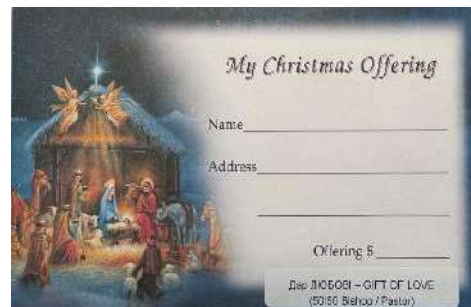 My Christmas Offering
Name
Address
Offering $
Дар ЛЮБОВІ – GIFT OF LOVE
(50/50 Bishop / Pastor)